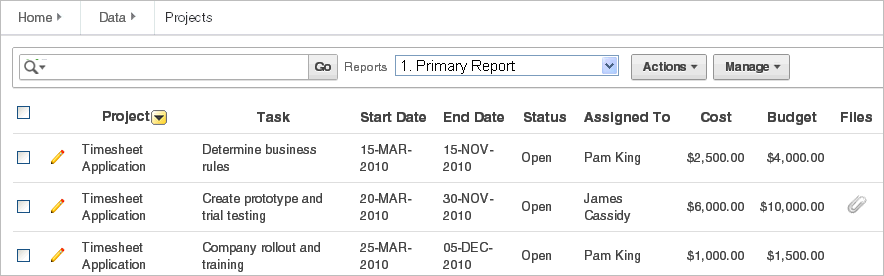 Home Data Projects
Go Reports 1. Primary Report Actions Manage
Project Task Start Date End Date Status Assigned To Cost Budget Files
Timesheet Determine business 15-MAR- 15-NOV-
Open Pam King $2,500.00 $4,000.00
Application rules 2010 2010
Timesheet Create prototype and 20-MAR- 30-NOV- James
Open $6,000.00 $10,000.00
Application trial testing 2010 2010 Cassidy
Timesheet Company rollout and 25-MAR- 05-DEC-
Open Pam King $1,000.00 $1,500.00
Application training 2010 2010